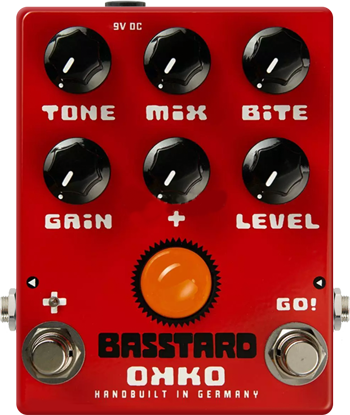 9V DC
TONE MiX BiTE
GAiN + LEVEL
+ GO!
BASSTARD
OKKO
HANDBUILT IN GERMANY